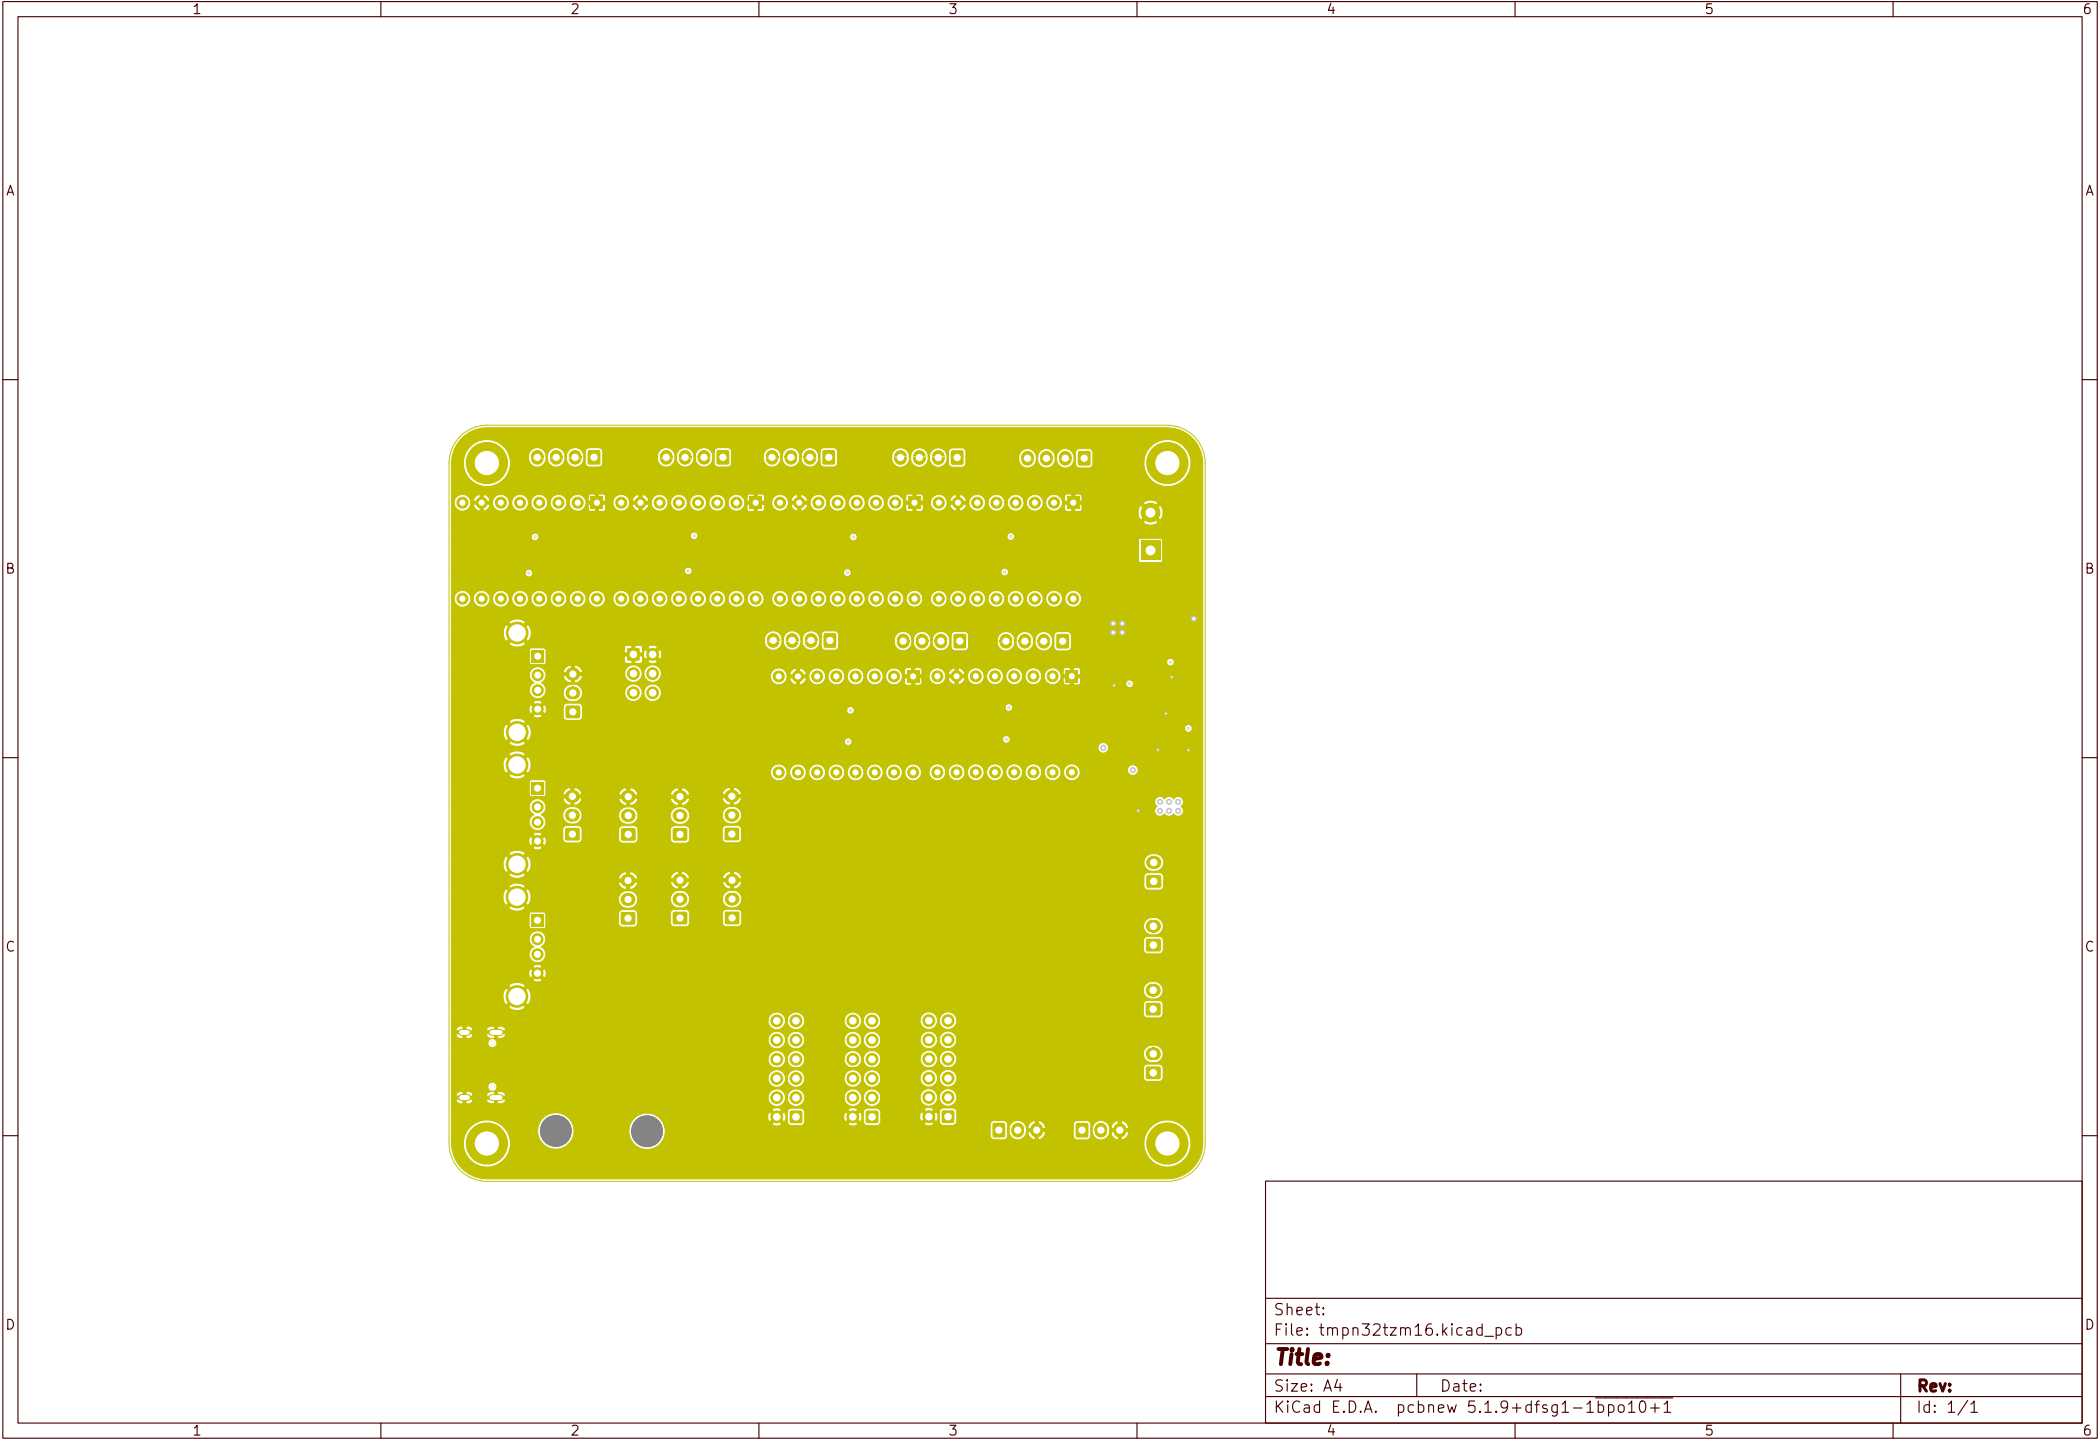 1 2 3 4 5 6
A A
B B
C C
D D
Sheet:
File: tmpn32tzm16.kicad_pcb
Title:
Size: A4 Date: Rev:
KiCad E.D.A. pcbnew 5.1.9+dfsg1-1bpo10+1 Id: 1/1
1 2 3 4 5 6